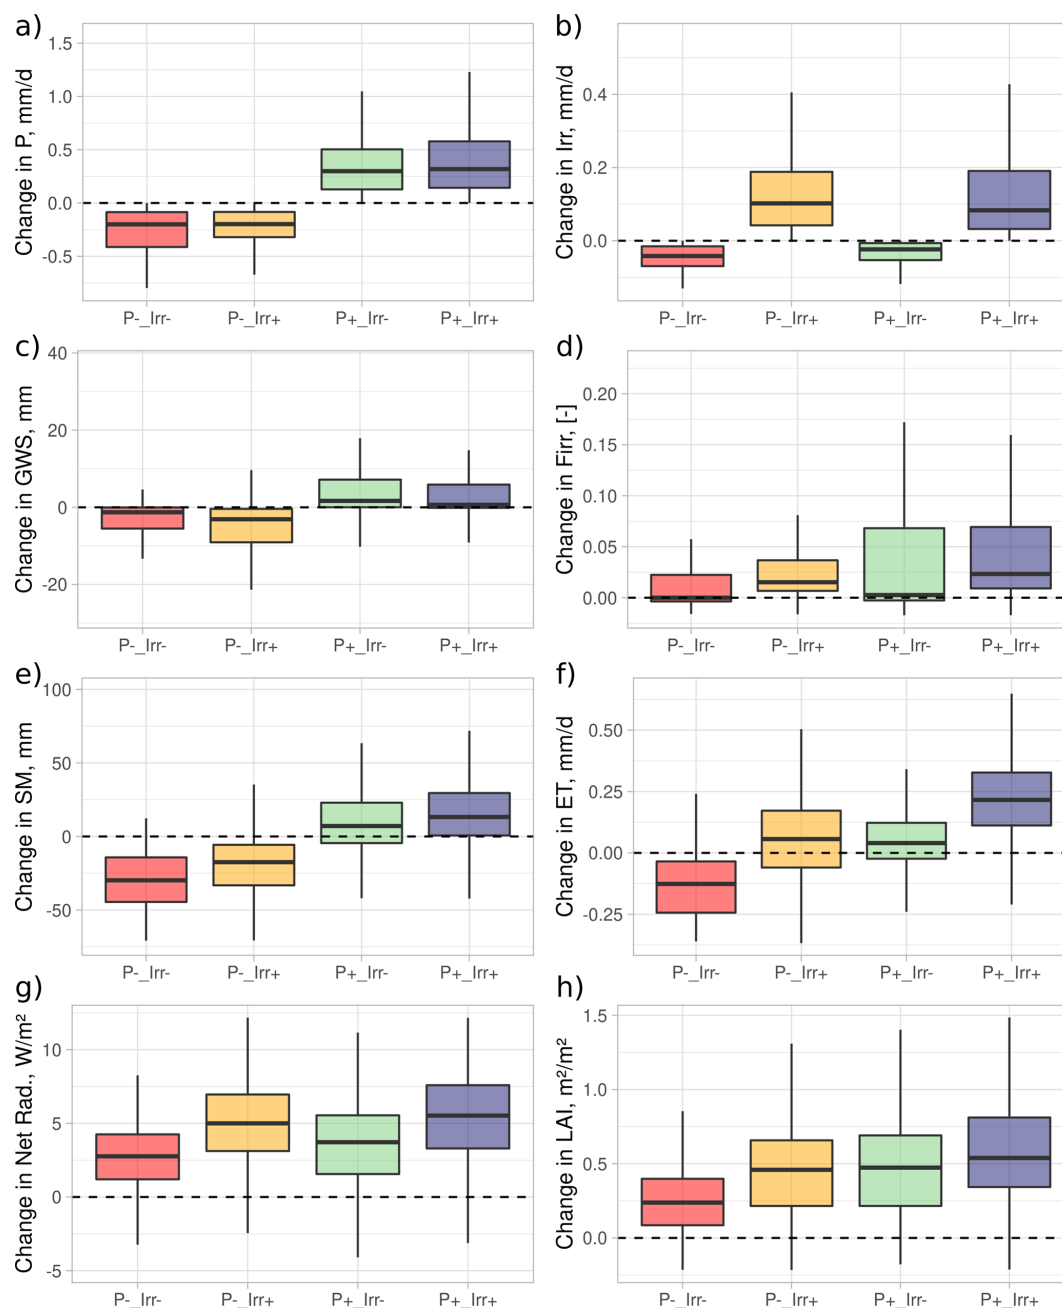 a)
Change in P, mm/d
1.5
1.0
0.5
0.0
-0.5
P-_Irr- P-_Irr+ P+_Irr- P+_Irr+
b)
Change in Irr, mm/d
0.4
0.2
0.0
P-_Irr- P-_Irr+ P+_Irr- P+_Irr+
c)
Change in GWS, mm
40
20
0
-20
P-_Irr- P-_Irr+ P+_Irr- P+_Irr+
d)
Change in Firr, [-]
0.20
0.15
0.10
0.05
0.00
P-_Irr- P-_Irr+ P+_Irr- P+_Irr+
e)
Change in SM, mm
100
50
0
-50
P-_Irr- P-_Irr+ P+_Irr- P+_Irr+
f)
Change in ET, mm/d
0.50
0.25
0.00
-0.25
P-_Irr- P-_Irr+ P+_Irr- P+_Irr+
g)
Change in Net Rad., W/m²
10
5
0
-5
P-_Irr- P-_Irr+ P+_Irr- P+_Irr+
h)
Change in LAI, m²/m²
1.5
1.0
0.5
0.0
P-_Irr- P-_Irr+ P+_Irr- P+_Irr+